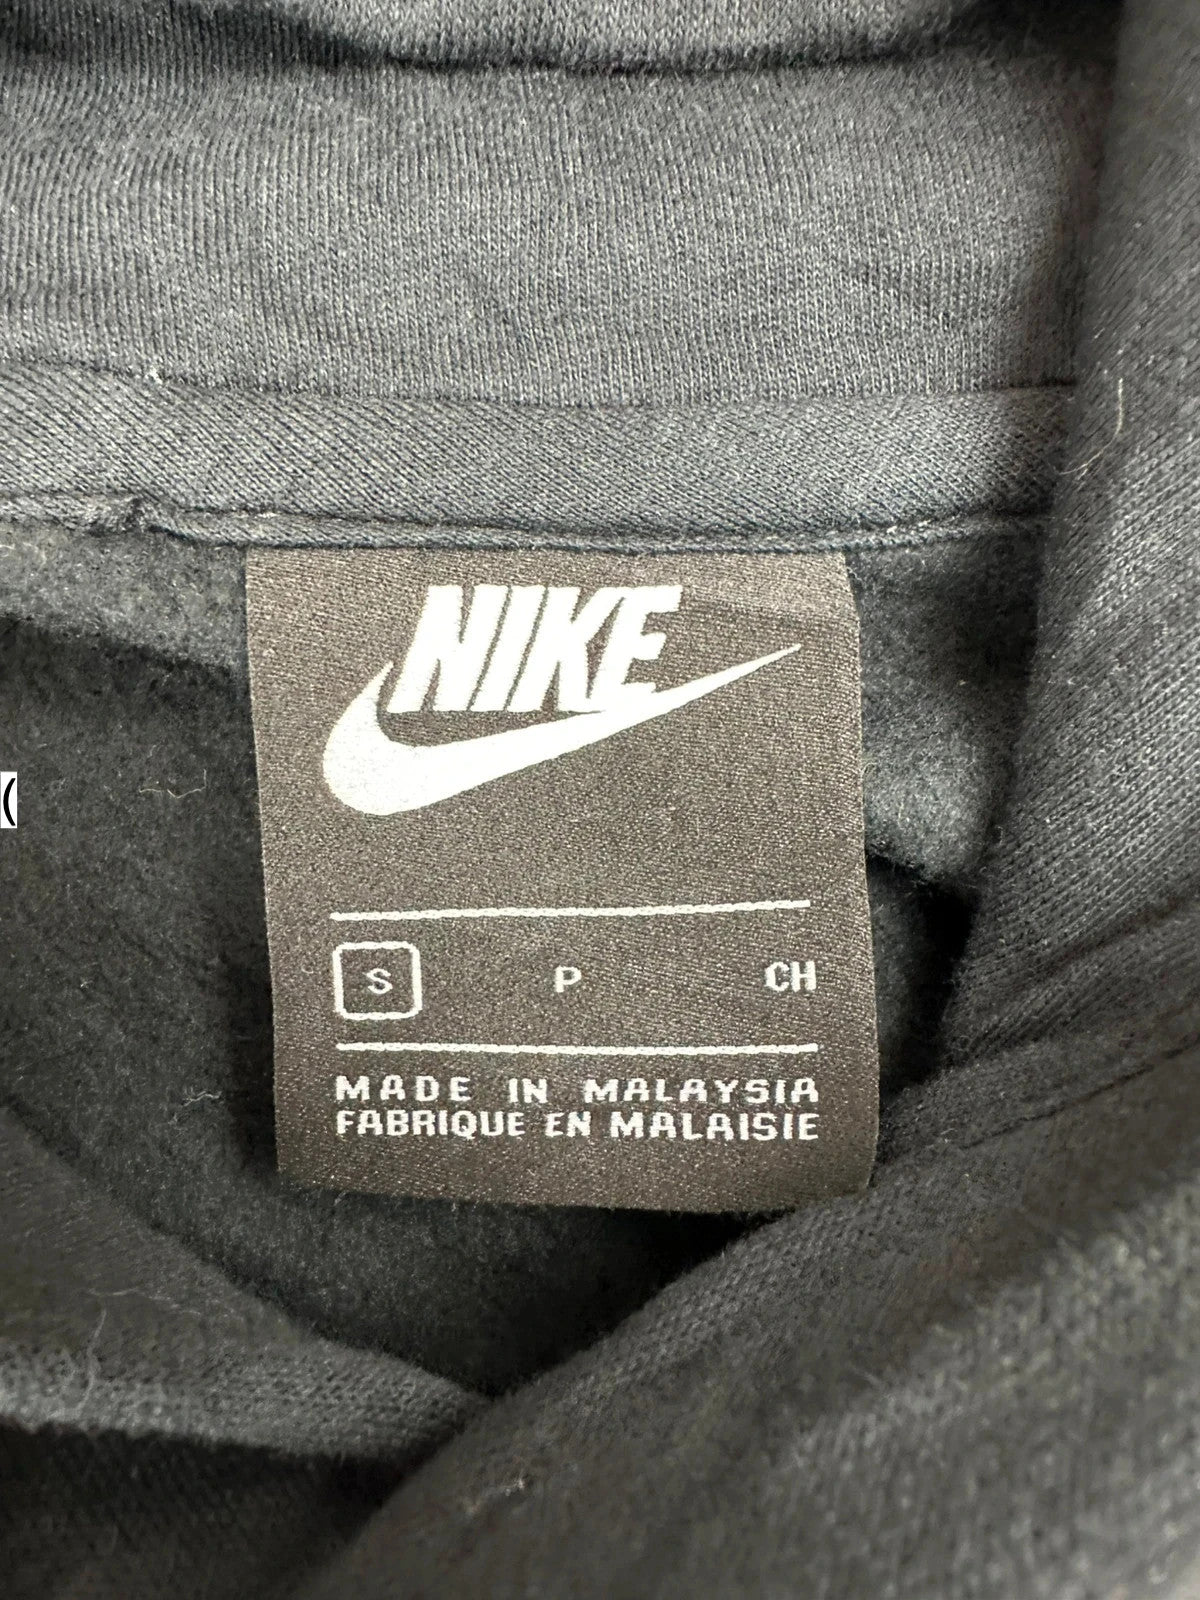 NIKE
S P CH
MADE IN MALAYSIA
FABRIQUE EN MALAISIE
(